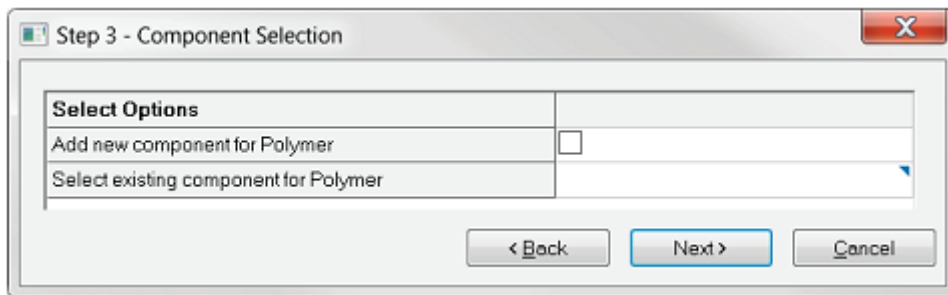 Step 3 - Component Selection
Select Options
Add new component for Polymer
Select existing component for Polymer
< Back Next > Cancel